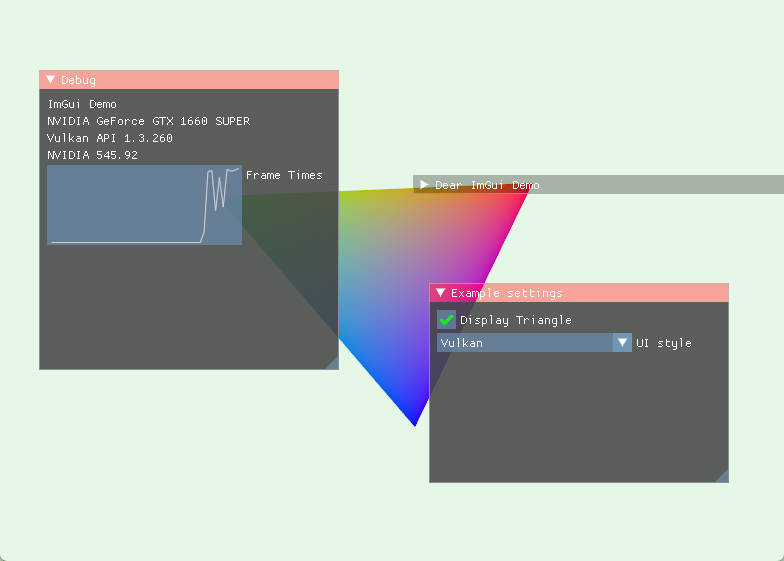 Debug
ImGui Demo
NVIDIA GeForce GTX 1660 SUPER
Vulkan API 1.3.260
NVIDIA 545.92
Frame Times
Dear ImGui Demo
Example settings
Display Triangle
Vulkan UI style